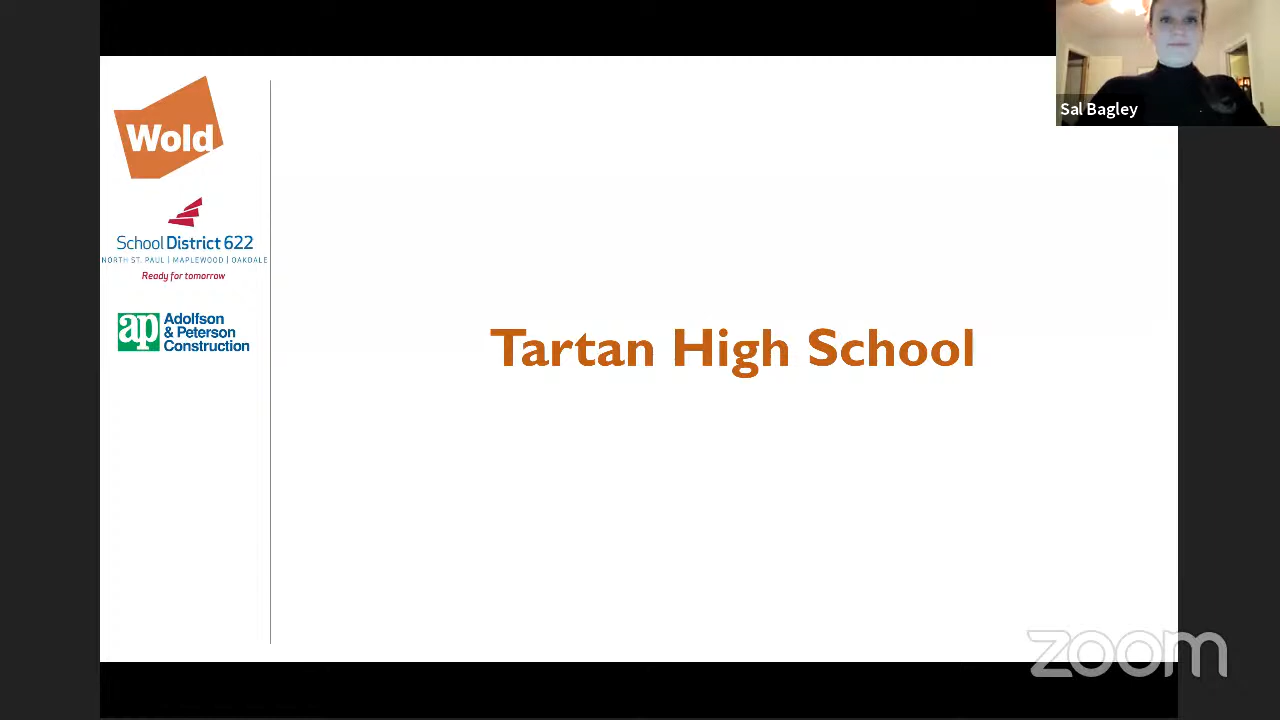 Wold
School District 622
NORTH ST. PAUL | MAPLEWOOD | OAKDALE
Ready for tomorrow
ap
Adolfson
& Peterson
Construction
Tartan High School
Sal Bagley
zoom